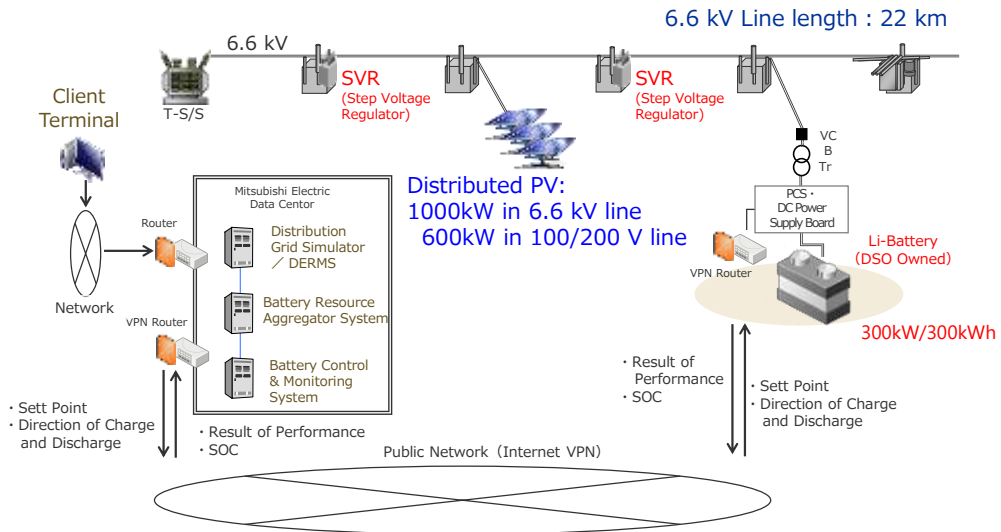 6.6 kV Line length : 22 km
6.6 kV
T-S/S
SVR
(Step Voltage
Regulator)
SVR
(Step Voltage
Regulator)
Client
Terminal
VC
B
Tr
Distributed PV:
1000kW in 6.6 kV line
600kW in 100/200 V line
PCS・
DC Power
Supply Board
Mitsubishi Electric
Data Centor
Router
Distribution
Grid Simulator
／ DERMS
Li-Battery
(DSO Owned)
VPN Router
Network
Battery Resource
Aggregator System
VPN Router
300kW/300kWh
Battery Control
& Monitoring
System
・Result of
Performance
・SOC
・Sett Point
・Direction of Charge
and Discharge
・Sett Point
・Direction of Charge
and Discharge
・Result of Performance
・SOC
Public Network（Internet VPN）